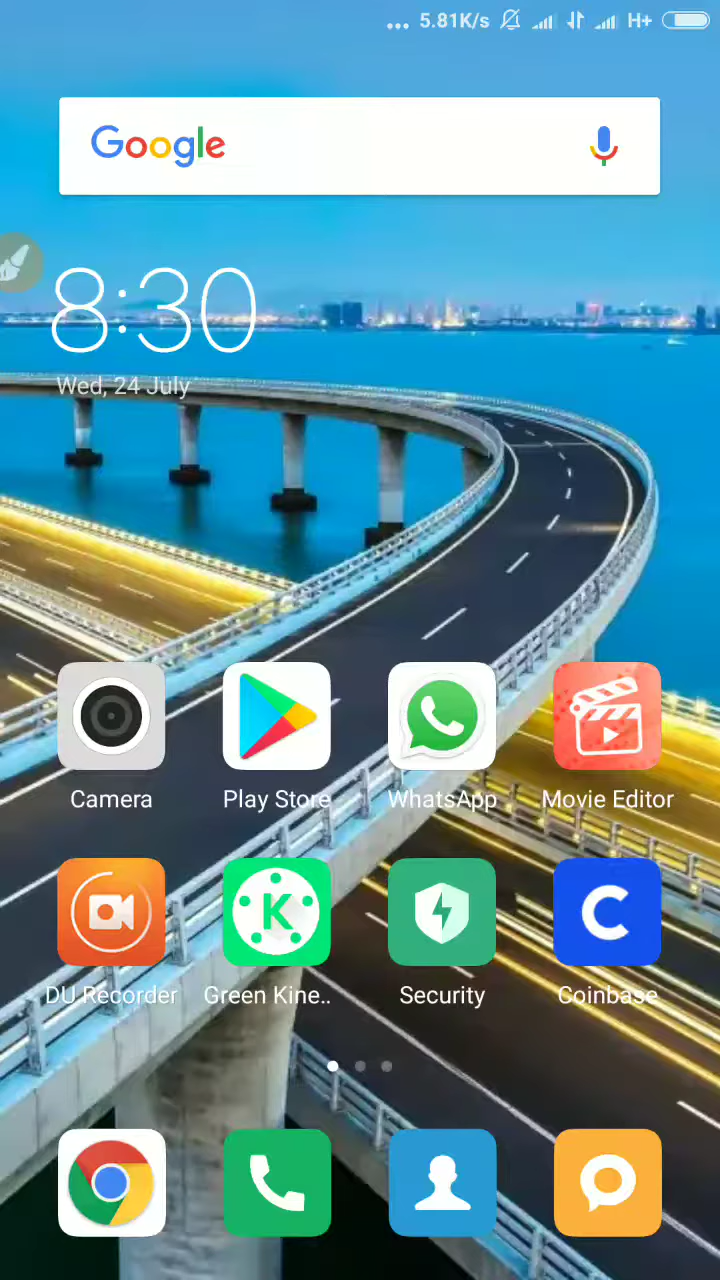 ... 5.81K/s H+
Google
8:30
Wed, 24 July
Camera Play Store WhatsApp Movie Editor
K
DU Recorder Green Kine.. Security Coinbase